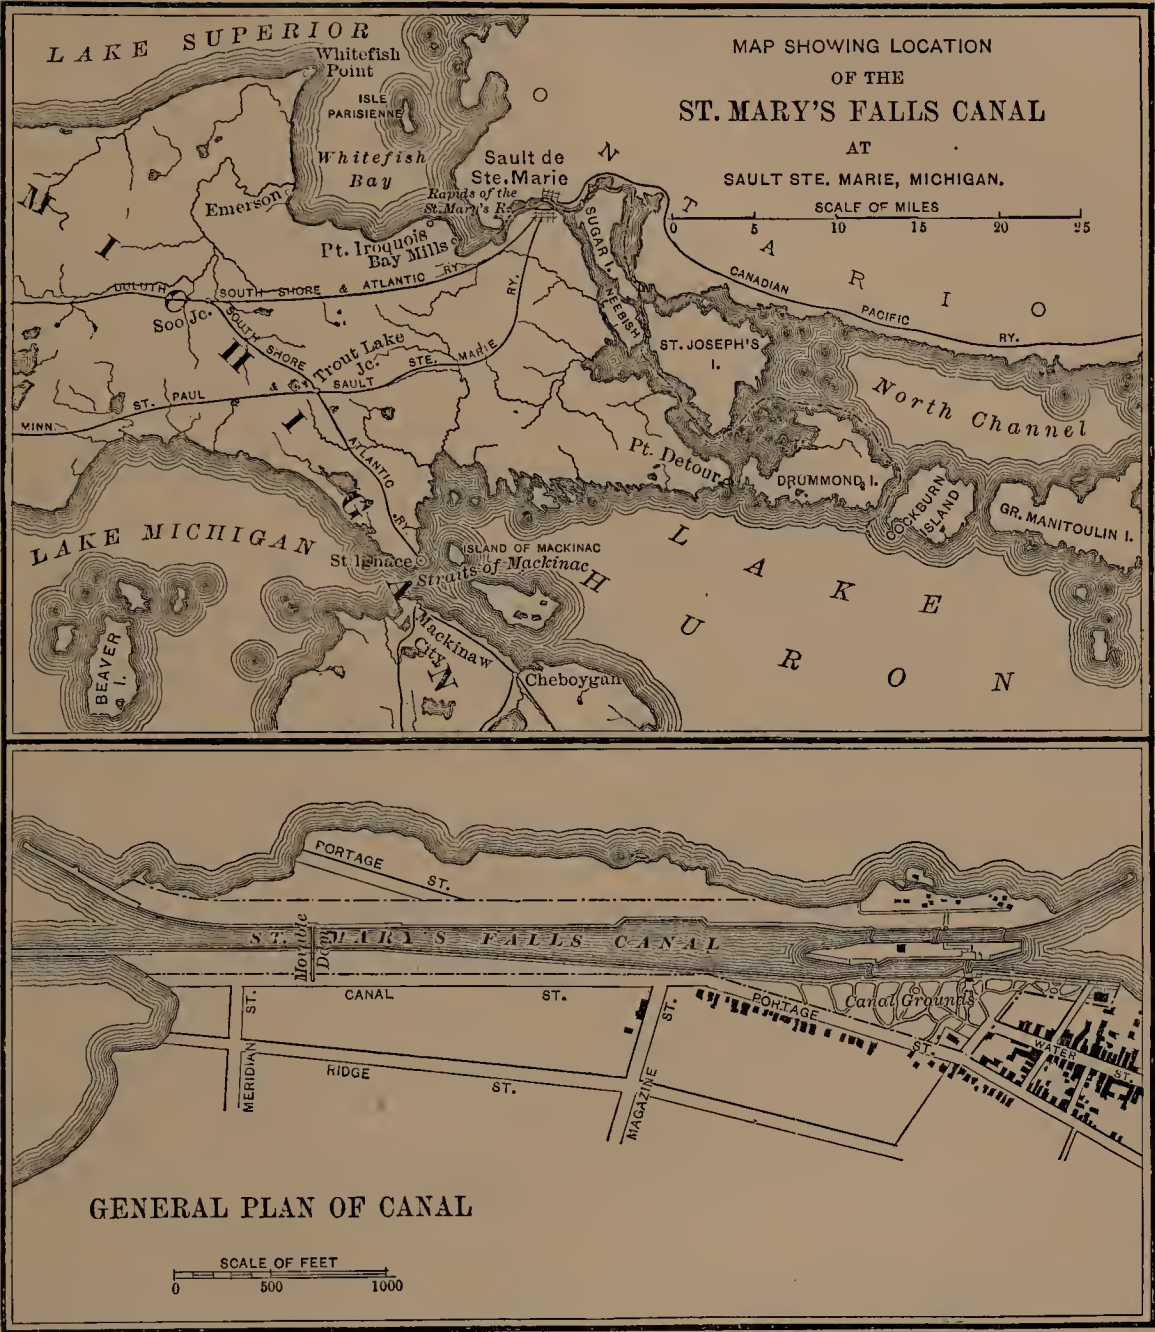 MAP SHOWING LOCATION
OF THE
ST. MARY'S FALLS CANAL
AT
SAULT STE. MARIE, MICHIGAN.
SCALE OF MILES
0 5 10 15 20 25
LAKE SUPERIOR
Whitefish
Point
ISLE
PARISIENNE
Whitefish
Bay
Sault de
Ste. Marie
Rapids of the
St. Mary's R.
Emerson
Pt. Iroquois
Bay Mills
ONTARIO
MICHIGAN
SUGAR I.
NEEBISH
CANADIAN PACIFIC RY.
DULUTH SOUTH SHORE & ATLANTIC RY.
Soo Jc.
SOUTH SHORE & ATLANTIC RY.
Trout Lake
Jc.
MINN. ST. PAUL & SAULT STE. MARIE RY.
ST. JOSEPH'S
I.
North Channel
Pt. Detour
DRUMMOND I.
COCKBURN
ISLAND
GR. MANITOULIN I.
LAKE MICHIGAN
St. Ignace
ISLAND OF MACKINAC
Straits of Mackinac
LAKE
HURON
BEAVER
I.
Mackinaw
City
Cheboygan
PORTAGE ST.
ST. MARY'S FALLS CANAL
Movable
Dam
CANAL ST.
MERIDIAN ST.
RIDGE ST.
MAGAZINE ST.
PORTAGE ST.
Canal Grounds
WATER ST.
GENERAL PLAN OF CANAL
SCALE OF FEET
0 500 1000